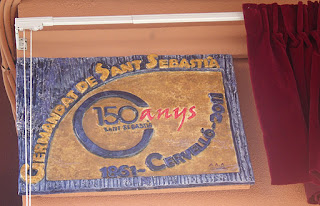 GERMANDAT DE SANT SEBASTIÀ
150 anys
SANT SEBASTIÀ
1861 - CERVELLÓ - 2011